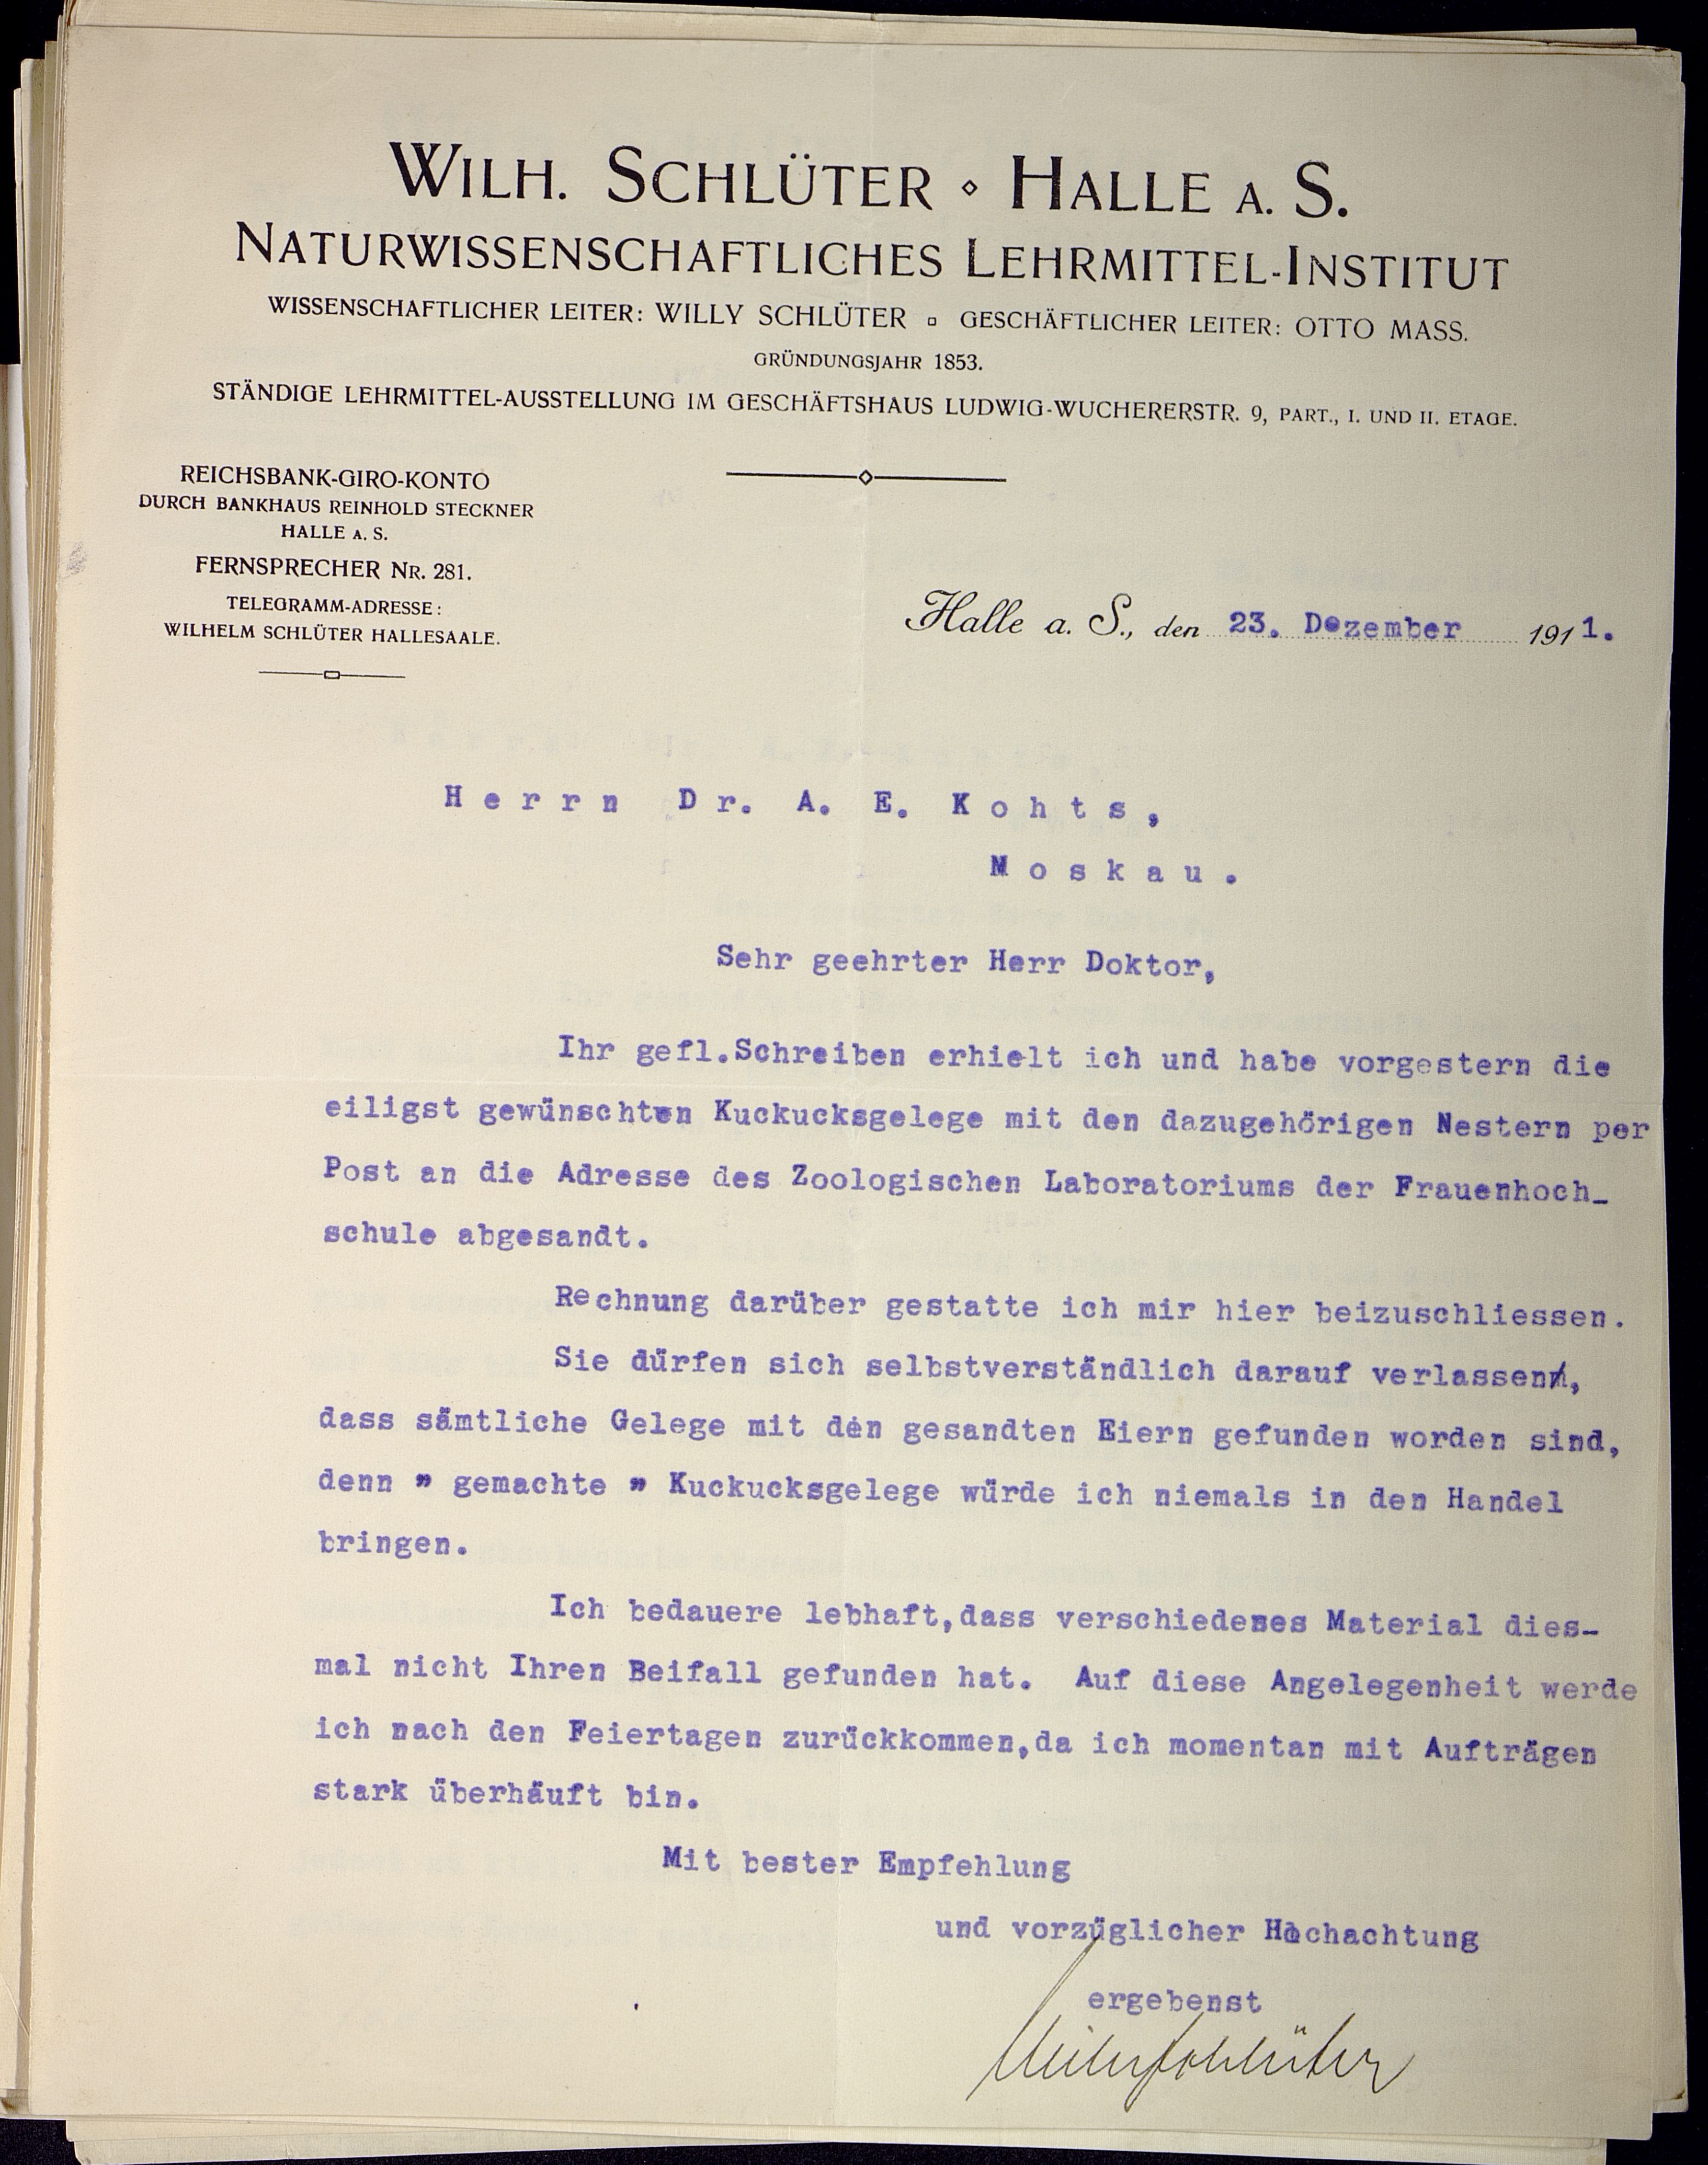 WILH. SCHLÜTER ⋄ HALLE A. S.
NATURWISSENSCHAFTLICHES LEHRMITTEL-INSTITUT
WISSENSCHAFTLICHER LEITER: WILLY SCHLÜTER ▫ GESCHÄFTLICHER LEITER: OTTO MASS.
GRÜNDUNGSJAHR 1853.
STÄNDIGE LEHRMITTEL-AUSSTELLUNG IM GESCHÄFTSHAUS LUDWIG-WUCHERERSTR. 9, PART., I. UND II. ETAGE.
REICHSBANK-GIRO-KONTO
DURCH BANKHAUS REINHOLD STECKNER
HALLE A. S.
FERNSPRECHER NR. 281.
TELEGRAMM-ADRESSE:
WILHELM SCHLÜTER HALLESAALE.
Halle a. S., den 23. Dezember 1911.
Herrn Dr. A. E. Kohts,
Moskau.
Sehr geehrter Herr Doktor,
Ihr gefl.Schreiben erhielt ich und habe vorgestern die
eiligst gewünschten Kuckucksgelege mit den dazugehörigen Nestern per
Post an die Adresse des Zoologischen Laboratoriums der Frauenhoch_
schule abgesandt.
Rechnung darüber gestatte ich mir hier beizuschliessen.
Sie dürfen sich selbstverständlich darauf verlassen,
dass sämtliche Gelege mit den gesandten Eiern gefunden worden sind,
denn " gemachte " Kuckucksgelege würde ich niemals in den Handel
bringen.
Ich bedauere lebhaft,dass verschiedenes Material dies-
mal nicht Ihren Beifall gefunden hat. Auf diese Angelegenheit werde
ich nach den Feiertagen zurückkommen,da ich momentan mit Aufträgen
stark überhäuft bin.
Mit bester Empfehlung
und vorzüglicher Hochachtung
ergebenst
Schlüter